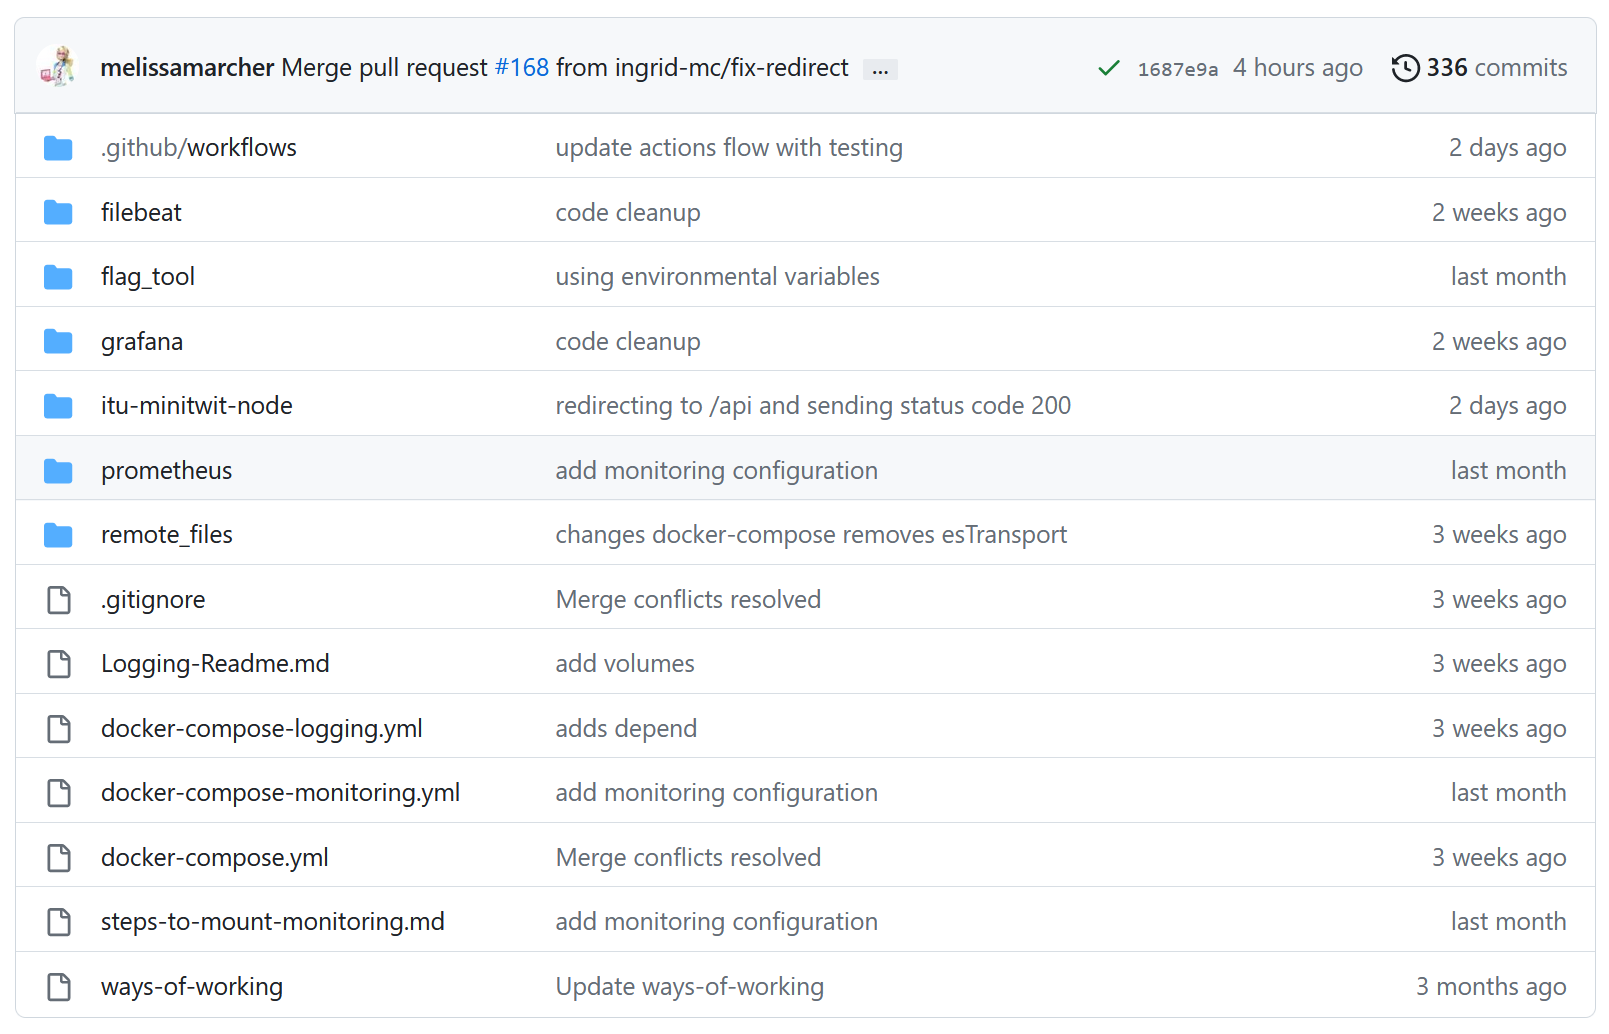 melissamarcher Merge pull request #168 from ingrid-mc/fix-redirect ... 1687e9a 4 hours ago 336 commits
.github/workflows update actions flow with testing 2 days ago
filebeat code cleanup 2 weeks ago
flag_tool using environmental variables last month
grafana code cleanup 2 weeks ago
itu-minitwit-node redirecting to /api and sending status code 200 2 days ago
prometheus add monitoring configuration last month
remote_files changes docker-compose removes esTransport 3 weeks ago
.gitignore Merge conflicts resolved 3 weeks ago
Logging-Readme.md add volumes 3 weeks ago
docker-compose-logging.yml adds depend 3 weeks ago
docker-compose-monitoring.yml add monitoring configuration last month
docker-compose.yml Merge conflicts resolved 3 weeks ago
steps-to-mount-monitoring.md add monitoring configuration last month
ways-of-working Update ways-of-working 3 months ago